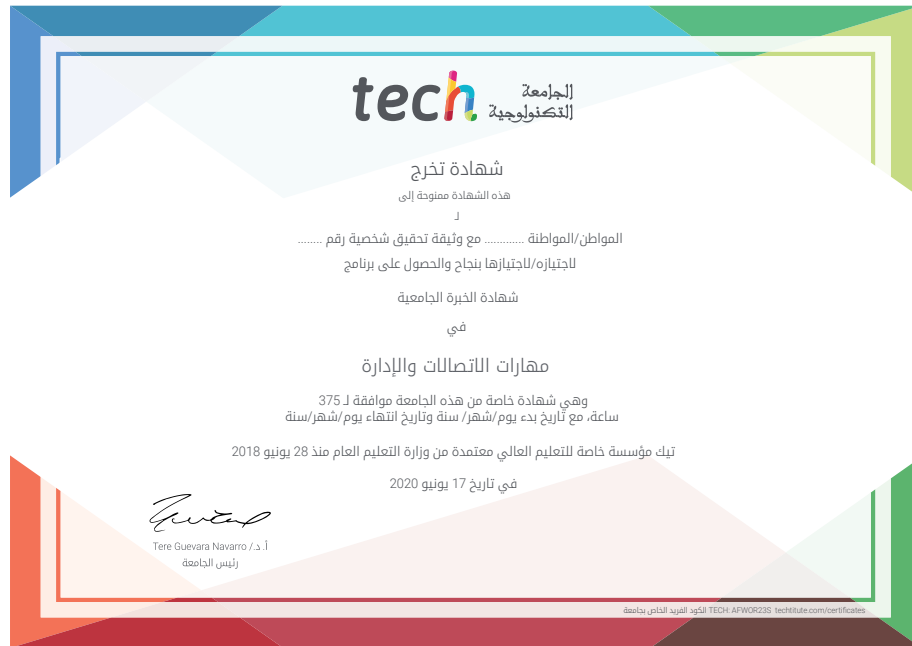 tech الجامعة
التكنولوجية
شهادة تخرج
هذه الشهادة ممنوحة إلى
لـ
المواطن/المواطنة ............. مع وثيقة تحقيق شخصية رقم ........
لاجتيازه/لاجتيازها بنجاح والحصول على برنامج
شهادة الخبرة الجامعية
في
مهارات الاتصالات والإدارة
وهي شهادة خاصة من هذه الجامعة موافقة لـ 375
ساعة، مع تاريخ بدء يوم/شهر/ سنة وتاريخ انتهاء يوم/شهر/سنة
تيك مؤسسة خاصة للتعليم العالي معتمدة من وزارة التعليم العام منذ 28 يونيو 2018
في تاريخ 17 يونيو 2020
أ. د./ Tere Guevara Navarro
رئيس الجامعة
الكود الفريد الخاص بجامعة TECH: AFWOR23S techtitute.com/certificates